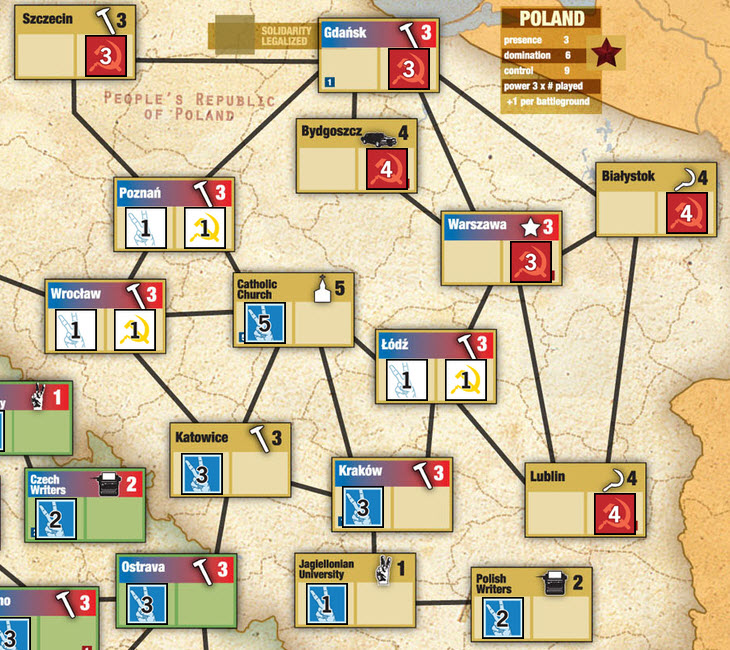 Szczecin 3
3
SOLIDARITY
LEGALIZED
Gdańsk 3
3
1
POLAND
presence 3
domination 6
control 9
power 3 x # played
+1 per battleground
PEOPLE'S REPUBLIC
OF POLAND
Bydgoszcz 4
4
Białystok 4
4
Poznań 3
1 1
Warszawa 3
3
Wrocław 3
1 1
Catholic
Church 5
5
Łódź 3
1 1
y 1
Katowice 3
3
Kraków 3
3
Lublin 4
4
Czech
Writers 2
2
Ostrava 3
3
Jagiellonian
University 1
1
Polish
Writers 2
2
no 3
3